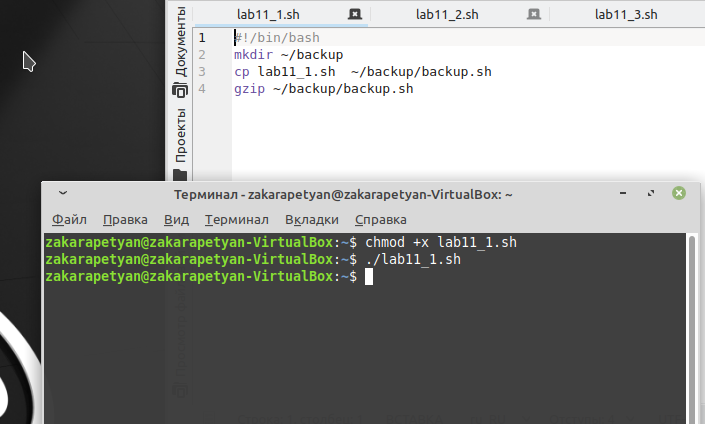 lab11_1.sh lab11_2.sh lab11_3.sh
Документы
Проекты
1 #!/bin/bash
2 mkdir ~/backup
3 cp lab11_1.sh  ~/backup/backup.sh
4 gzip ~/backup/backup.sh
Терминал - zakarapetyan@zakarapetyan-VirtualBox: ~
Файл Правка Вид Терминал Вкладки Справка
zakarapetyan@zakarapetyan-VirtualBox:~$ chmod +x lab11_1.sh
zakarapetyan@zakarapetyan-VirtualBox:~$ ./lab11_1.sh
zakarapetyan@zakarapetyan-VirtualBox:~$